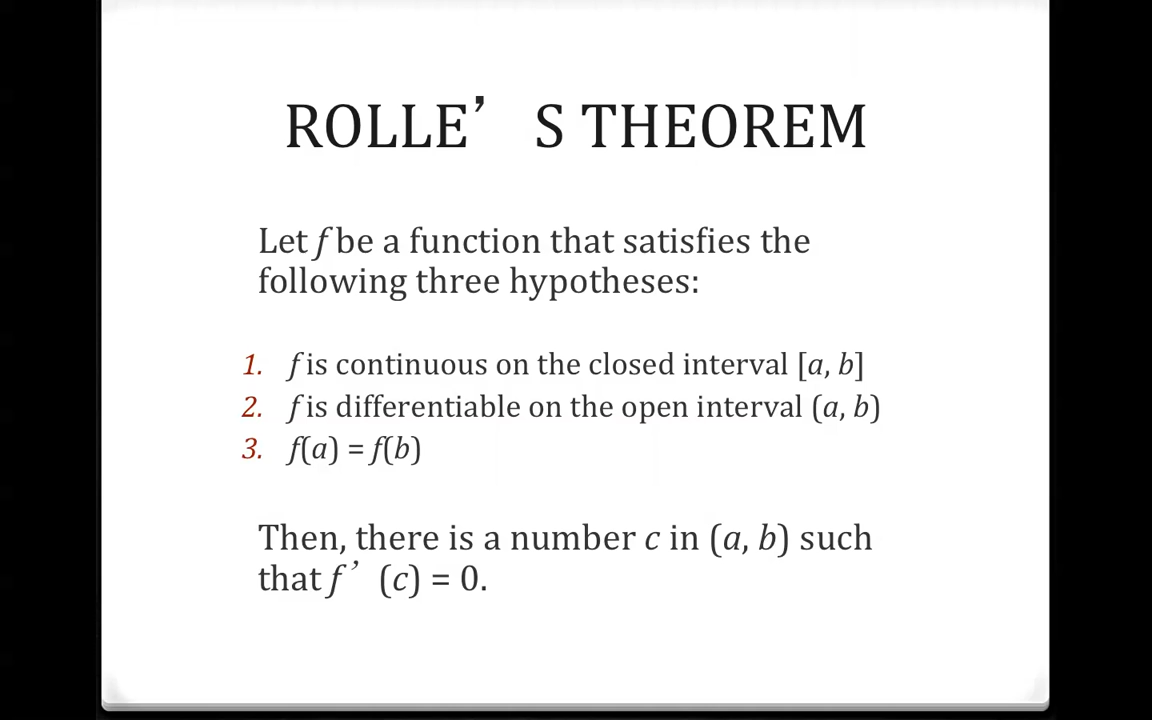 ROLLE’ S THEOREM
Let f be a function that satisfies the
following three hypotheses:
1. f is continuous on the closed interval [a, b]
2. f is differentiable on the open interval (a, b)
3. f(a) = f(b)
Then, there is a number c in (a, b) such
that f ’ (c) = 0.